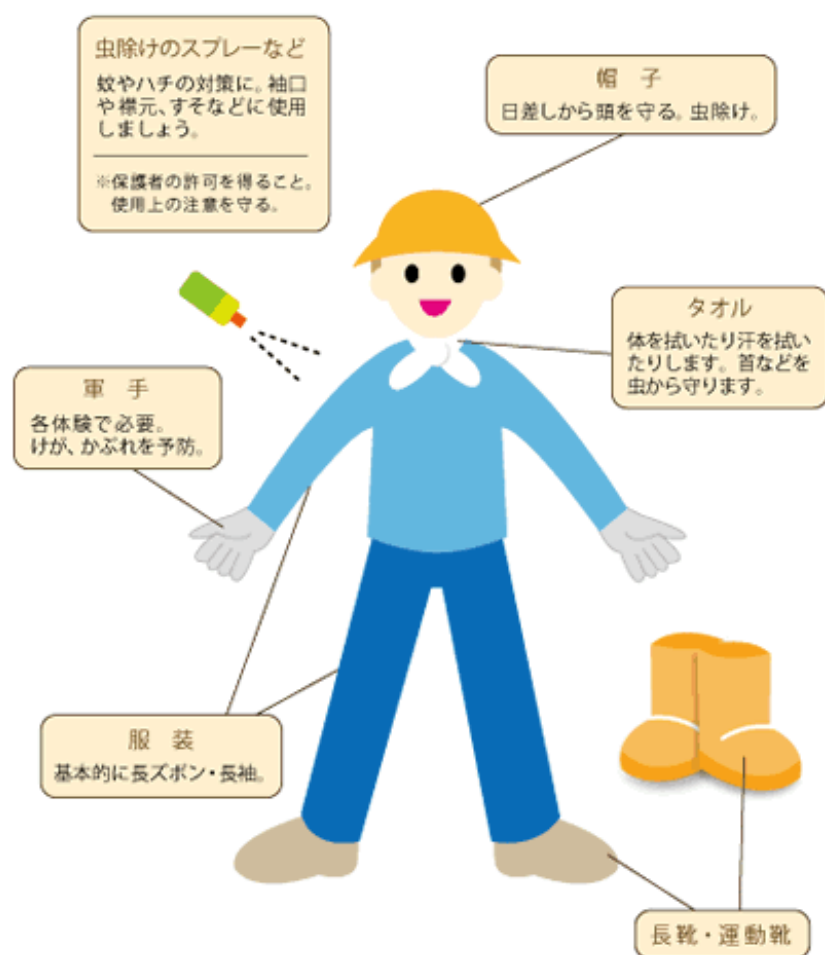 虫除けのスプレーなど
蚊やハチの対策に。袖口
や襟元、すそなどに使用
しましょう。
※保護者の許可を得ること。
使用上の注意を守る。
帽子
日差しから頭を守る。虫除け。
タオル
体を拭いたり汗を拭い
たりします。首などを
虫から守ります。
軍手
各体験で必要。
けが、かぶれを予防。
服装
基本的に長ズボン・長袖。
長靴・運動靴